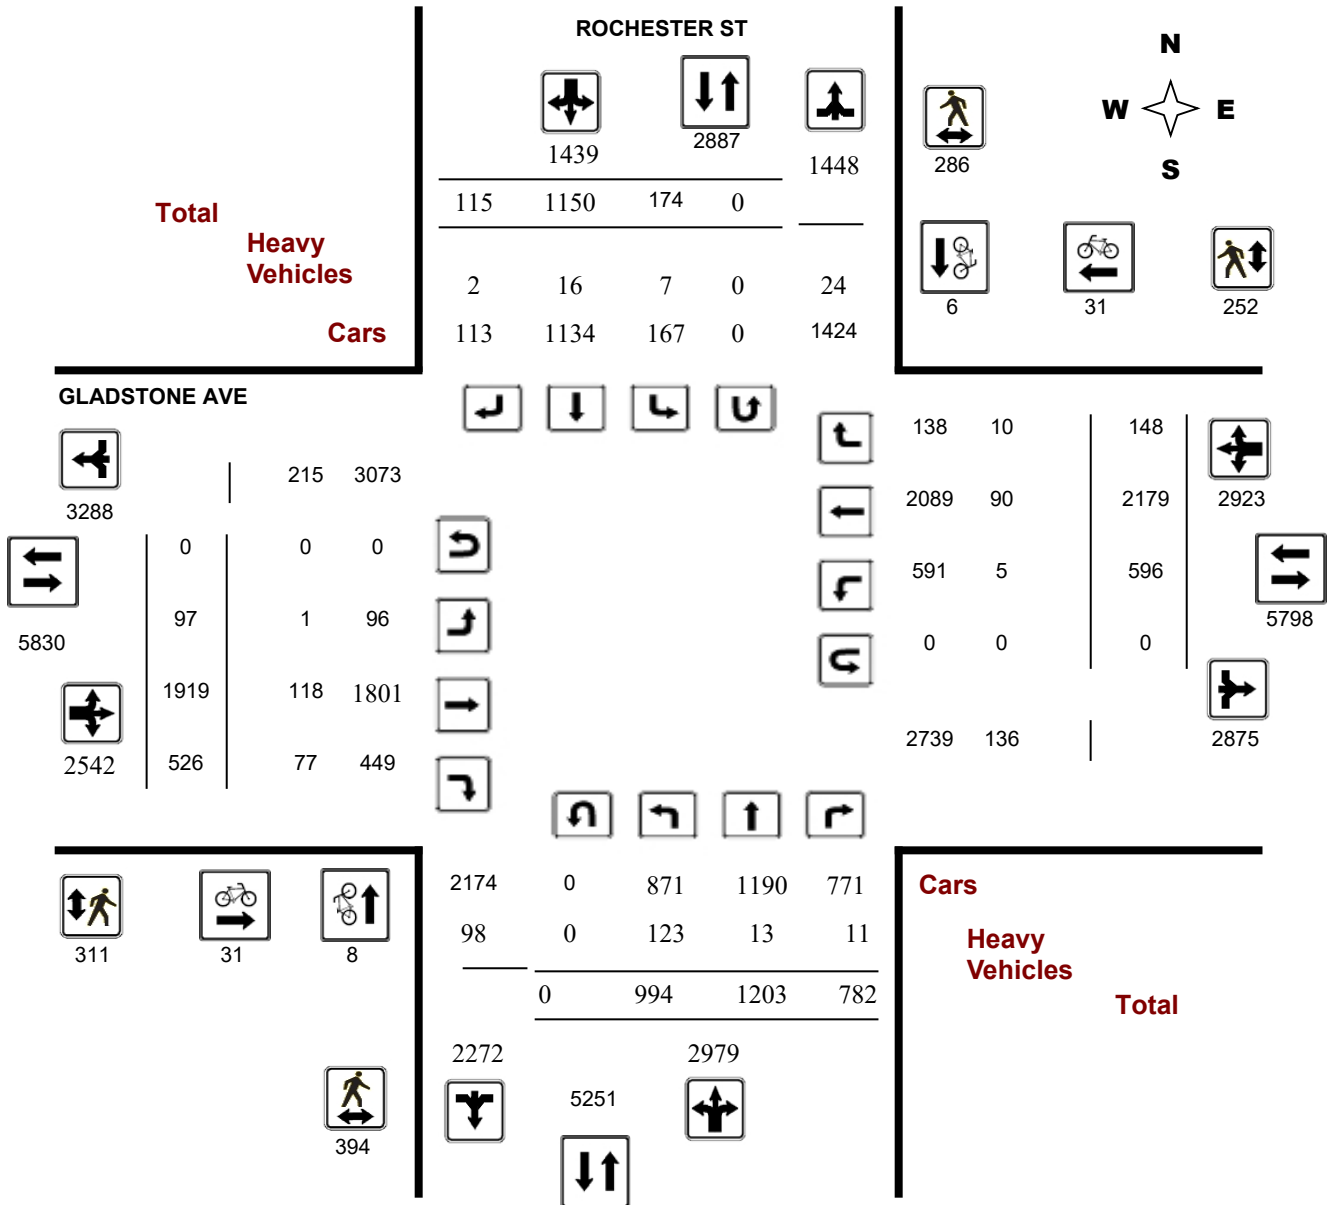 ROCHESTER ST
N
W E
S
1439 2887 1448
286
115 1150 174 0
Total
Heavy
Vehicles
2 16 7 0 24
6 31 252
Cars
113 1134 167 0 1424
GLADSTONE AVE
138 10 148
215 3073
3288
2089 90 2179 2923
0 0 0
591 5 596
5798
97 1 96
5830
0 0 0
1919 118 1801
2739 136 2875
2542 526 77 449
2174 0 871 1190 771
Cars
98 0 123 13 11
Heavy
Vehicles
311 31 8
0 994 1203 782
Total
2272 2979
5251
394